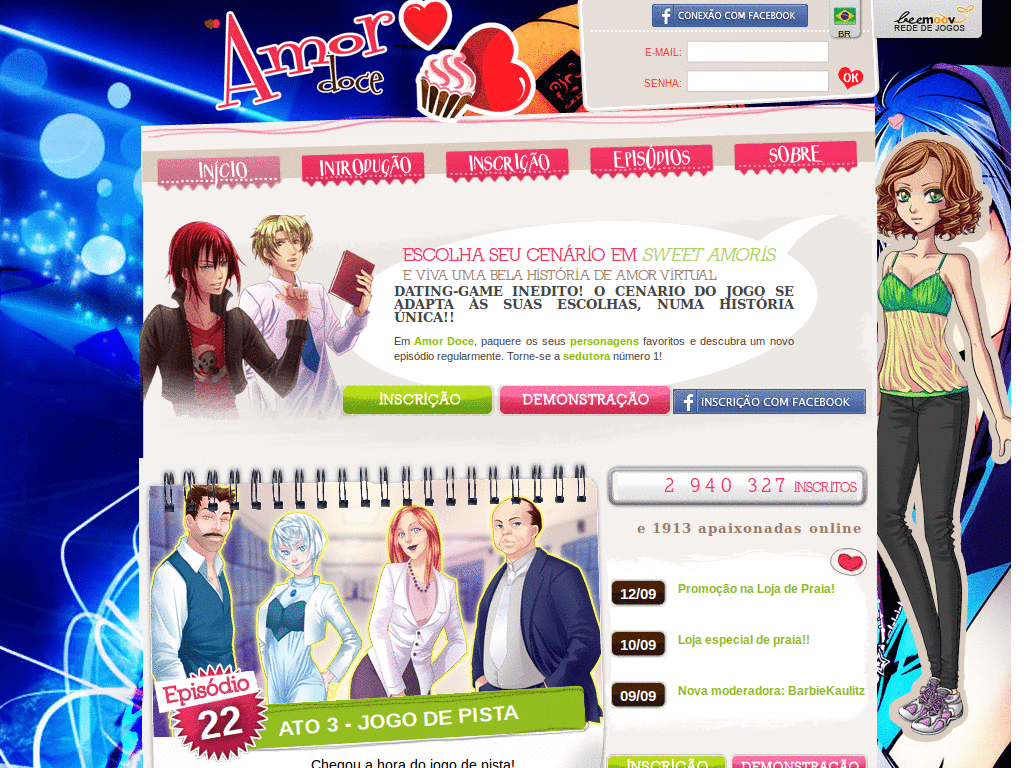 Amor doce
CONEXÃO COM FACEBOOK
BR
beemoov
REDE DE JOGOS
E-MAIL:
SENHA:
OK
INÍCIO
INTRODUÇÃO
INSCRIÇÃO
EPISÓDIOS
SOBRE
ESCOLHA SEU CENÁRIO EM SWEET AMORIS
E VIVA UMA BELA HISTÓRIA DE AMOR VIRTUAL
DATING-GAME INEDITO! O CENARIO DO JOGO SE
ADAPTA ÀS SUAS ESCOLHAS, NUMA HISTÓRIA
ÚNICA!!
Em Amor Doce, paquere os seus personagens favoritos e descubra um novo
episódio regularmente. Torne-se a sedutora número 1!
INSCRIÇÃO
DEMONSTRAÇÃO
INSCRIÇÃO COM FACEBOOK
2 940 327 INSCRITOS
e 1913 apaixonadas online
12/09 Promoção na Loja de Praia!
10/09 Loja especial de praia!!
09/09 Nova moderadora: BarbieKaulitz
Episódio
22
ATO 3 - JOGO DE PISTA
Chegou a hora do jogo de pista!
INSCRIÇÃO
DEMONSTRAÇÃO